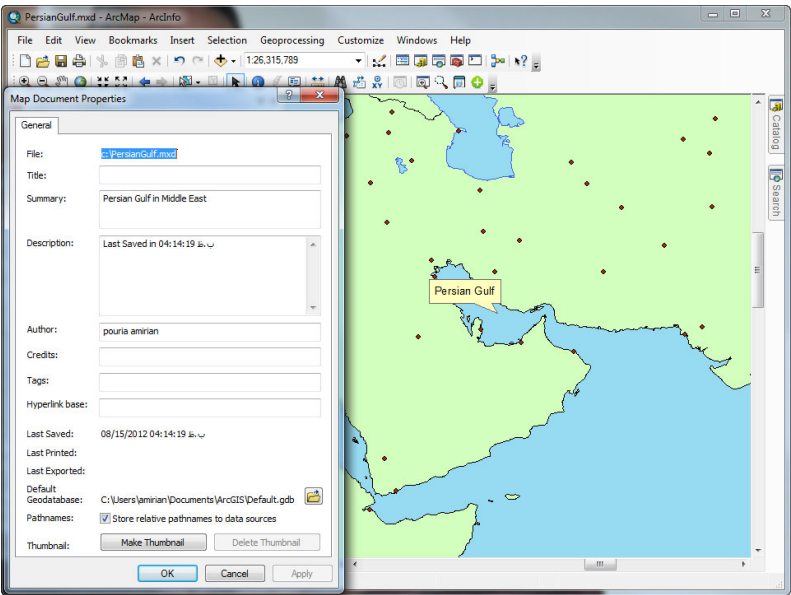 PersianGulf.mxd - ArcMap - ArcInfo
File Edit View Bookmarks Insert Selection Geoprocessing Customize Windows Help
1:26,315,789
Map Document Properties
General
File: c:\PersianGulf.mxd
Title:
Summary: Persian Gulf in Middle East
Description: Last Saved in 04:14:19 ب.ظ
Author: pouria amirian
Credits:
Tags:
Hyperlink base:
Last Saved: 08/15/2012 04:14:19 ب.ظ
Last Printed:
Last Exported:
Default
Geodatabase: C:\Users\amirian\Documents\ArcGIS\Default.gdb
Pathnames: Store relative pathnames to data sources
Thumbnail: Make Thumbnail Delete Thumbnail
OK Cancel Apply
Persian Gulf
Catalog
Search